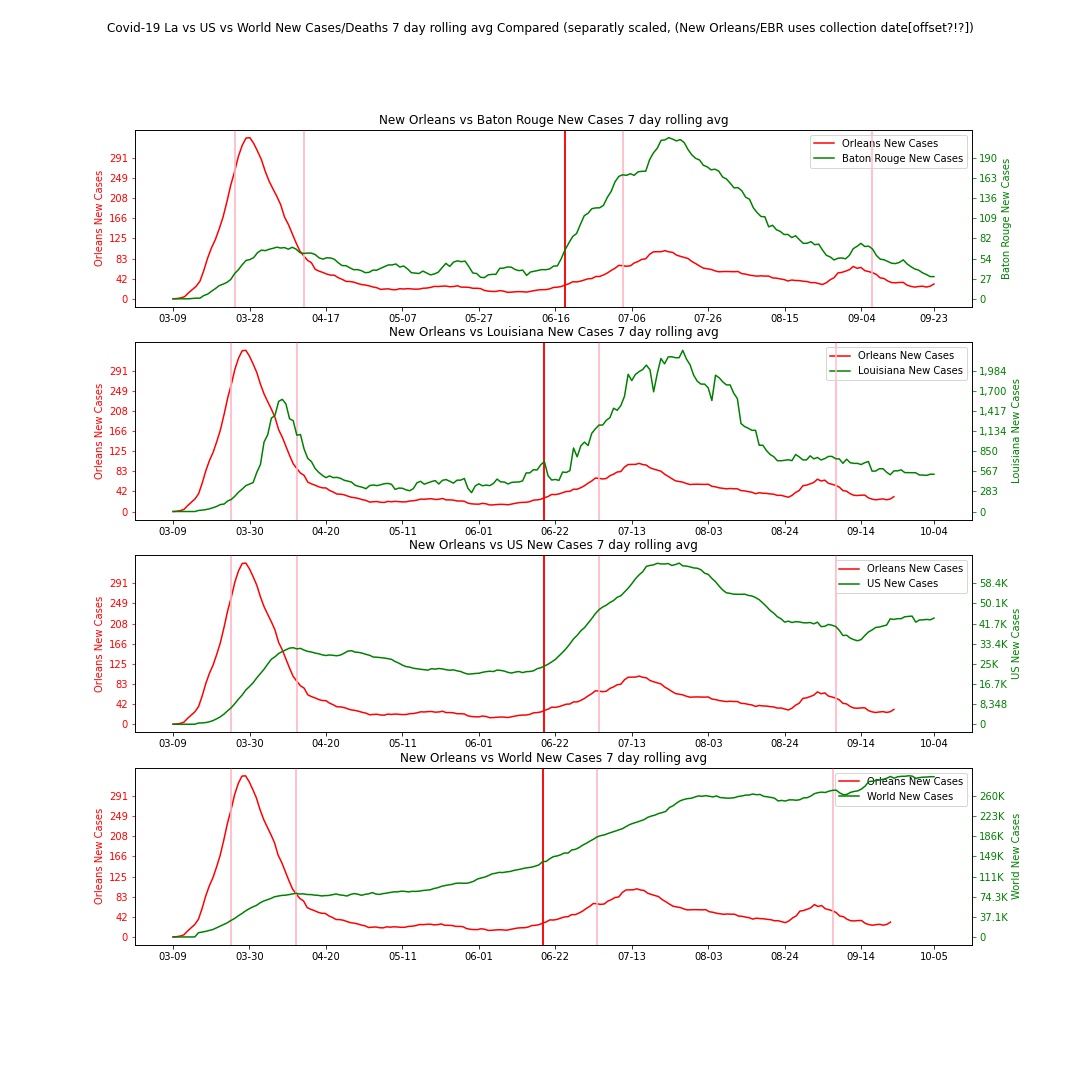 Covid-19 La vs US vs World New Cases/Deaths 7 day rolling avg Compared (separatly scaled, (New Orleans/EBR uses collection date[offset?!?])
New Orleans vs Baton Rouge New Cases 7 day rolling avg
Orleans New Cases
291
249
208
166
125
83
42
0
Orleans New Cases
Baton Rouge New Cases
190
163
136
109
82
54
27
0
Baton Rouge New Cases
03-09 03-28 04-17 05-07 05-27 06-16 07-06 07-26 08-15 09-04 09-23
New Orleans vs Louisiana New Cases 7 day rolling avg
Orleans New Cases
291
249
208
166
125
83
42
0
Orleans New Cases
Louisiana New Cases
1,984
1,700
1,417
1,134
850
567
283
0
Louisiana New Cases
03-09 03-30 04-20 05-11 06-01 06-22 07-13 08-03 08-24 09-14 10-04
New Orleans vs US New Cases 7 day rolling avg
Orleans New Cases
291
249
208
166
125
83
42
0
Orleans New Cases
US New Cases
58.4K
50.1K
41.7K
33.4K
25K
16.7K
8,348
0
US New Cases
03-09 03-30 04-20 05-11 06-01 06-22 07-13 08-03 08-24 09-14 10-04
New Orleans vs World New Cases 7 day rolling avg
Orleans New Cases
291
249
208
166
125
83
42
0
Orleans New Cases
World New Cases
260K
223K
186K
149K
111K
74.3K
37.1K
0
World New Cases
03-09 03-30 04-20 05-11 06-01 06-22 07-13 08-03 08-24 09-14 10-05